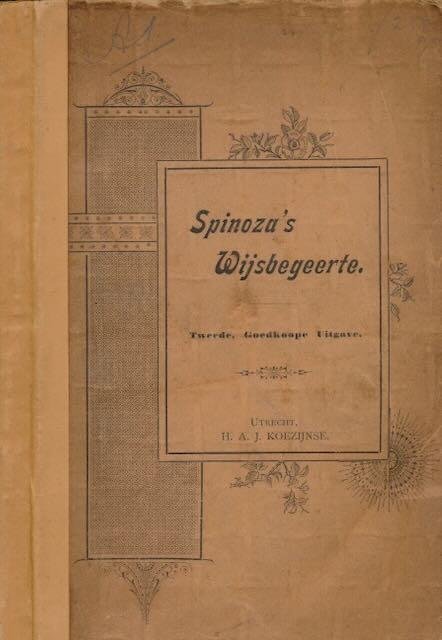 Spinoza's
Wijsbegeerte.
Tweede, Goedkoope Uitgave.
UTRECHT,
H. A. J. KOEZIJNSE.